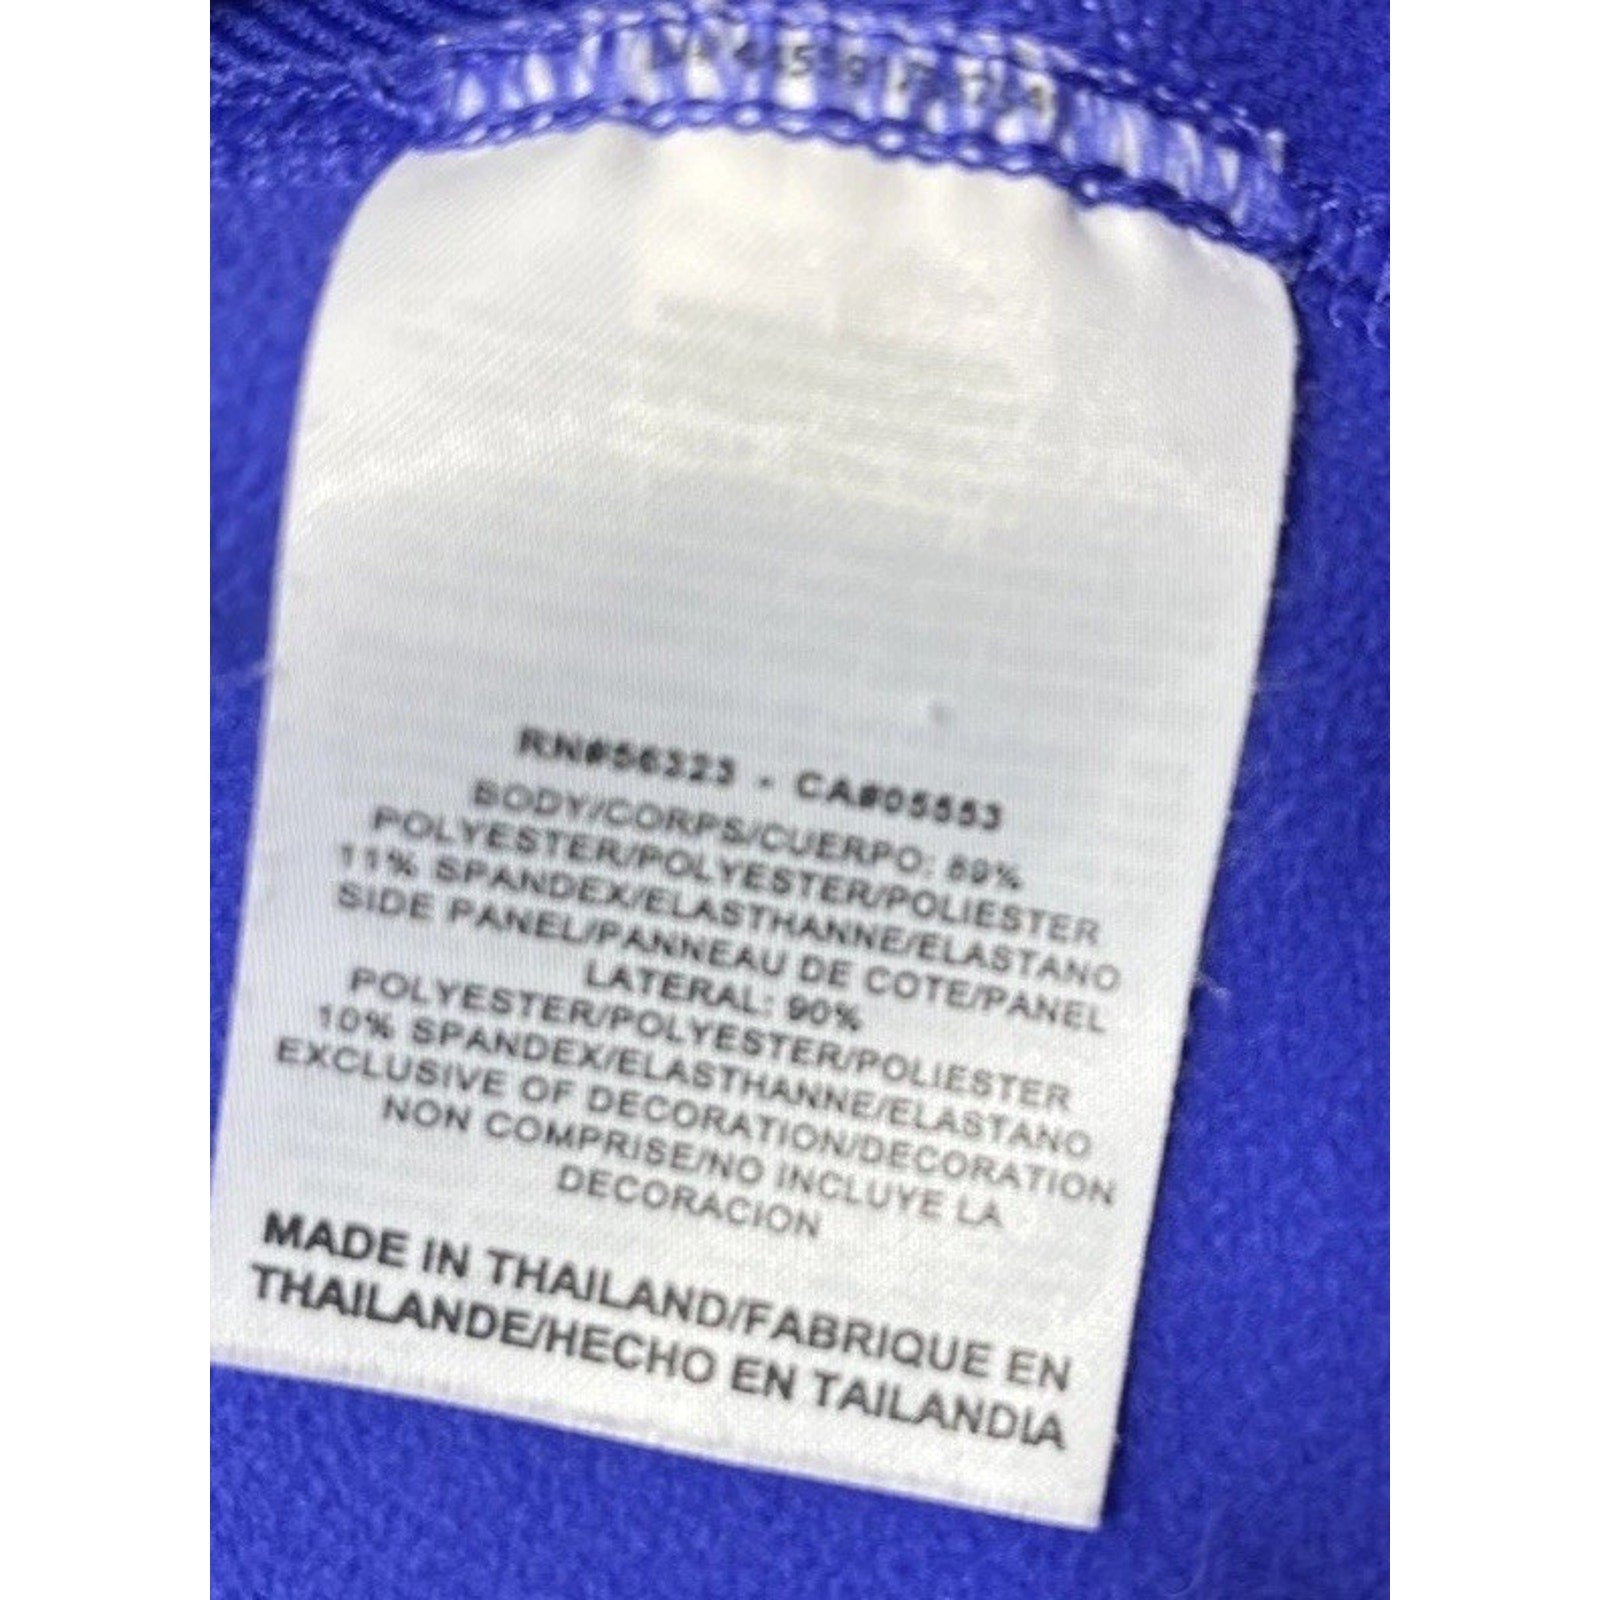 RN#56323 - CA#05553
BODY/CORPS/CUERPO: 89%
POLYESTER/POLYESTER/POLIESTER
11% SPANDEX/ELASTHANNE/ELASTANO
SIDE PANEL/PANNEAU DE COTE/PANEL
LATERAL: 90%
POLYESTER/POLYESTER/POLIESTER
10% SPANDEX/ELASTHANNE/ELASTANO
EXCLUSIVE OF DECORATION/DECORATION
NON COMPRISE/NO INCLUYE LA
DECORACION
MADE IN THAILAND/FABRIQUE EN
THAILANDE/HECHO EN TAILANDIA